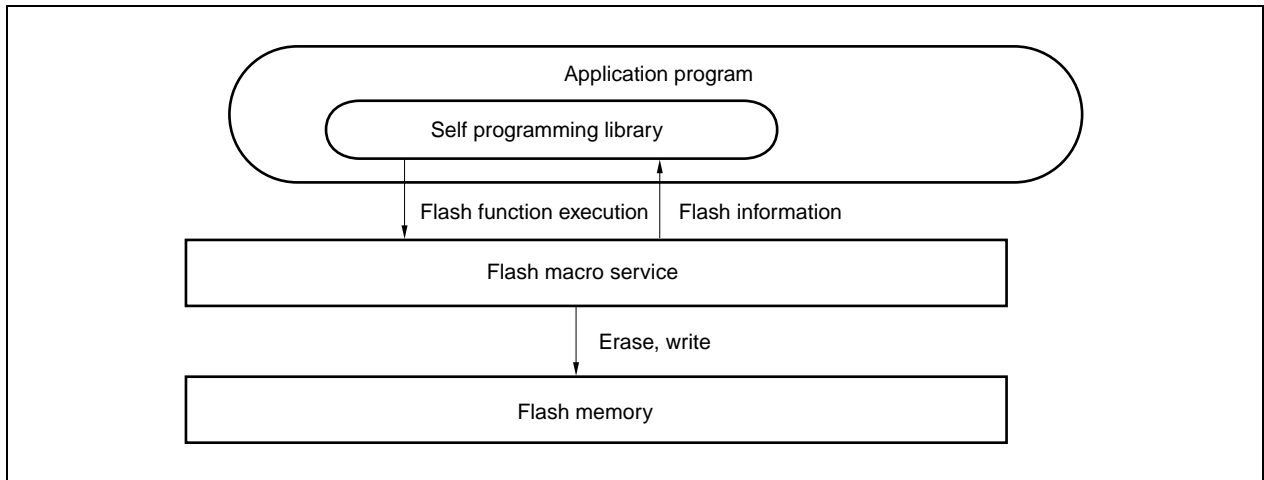 Application program
Self programming library
Flash function execution
Flash information
Flash macro service
Erase, write
Flash memory